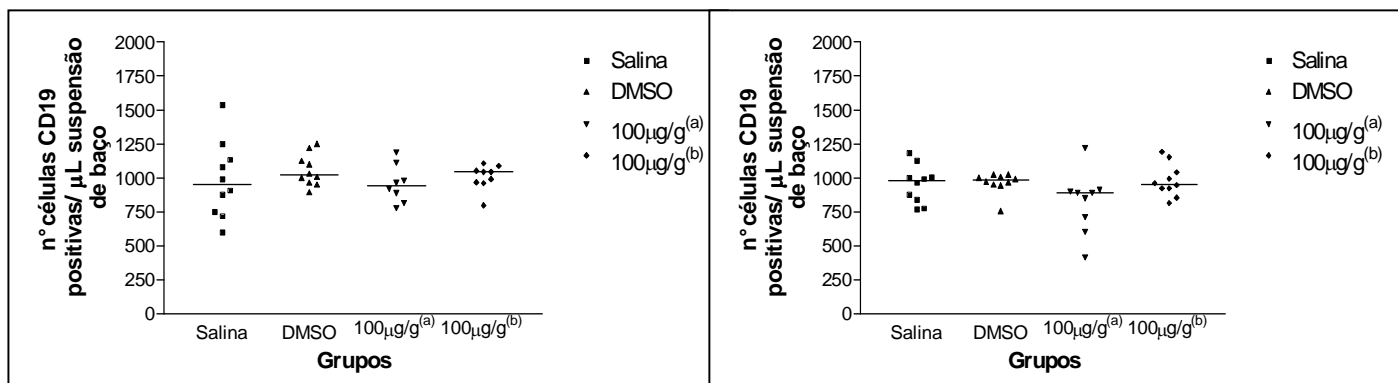 n° células CD19
positivas/ μL suspensão
de baço
2000
1750
1500
1250
1000
750
500
250
0
Salina
DMSO
100μg/g(a)
100μg/g(b)
Grupos
Salina
DMSO
100μg/g(a)
100μg/g(b)
n° células CD19
positivas/ μL suspensão
de baço
2000
1750
1500
1250
1000
750
500
250
0
Salina
DMSO
100μg/g(a)
100μg/g(b)
Grupos
Salina
DMSO
100μg/g(a)
100μg/g(b)